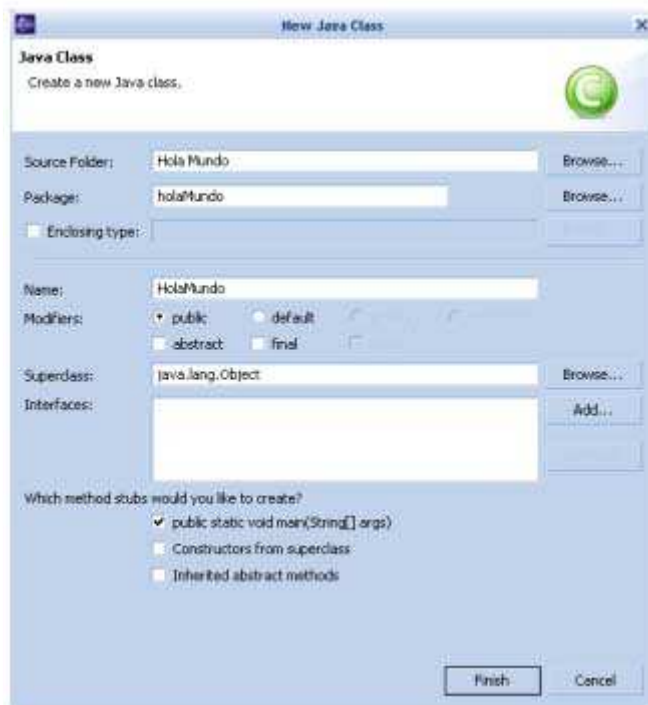 New Java Class
Java Class
Create a new Java class.
Source Folder: Hola Mundo Browse...
Package: holaMundo Browse...
Enclosing type:
Name: HolaMundo
Modifiers: public default
abstract final
Superclass: java.lang.Object Browse...
Interfaces: Add...
Which method stubs would you like to create?
public static void main(String[] args)
Constructors from superclass
Inherited abstract methods
Finish Cancel